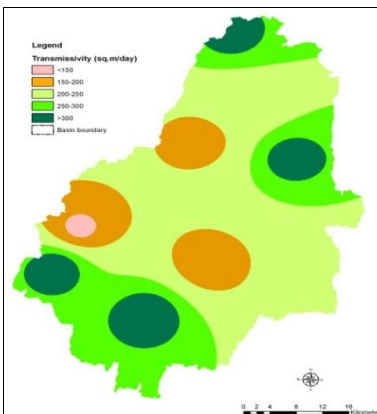 Legend
Transmissivity (sq.m/day)
<150
150-200
200-250
250-300
>300
Basin boundary
0 2 4 8 12 16
Kilometers